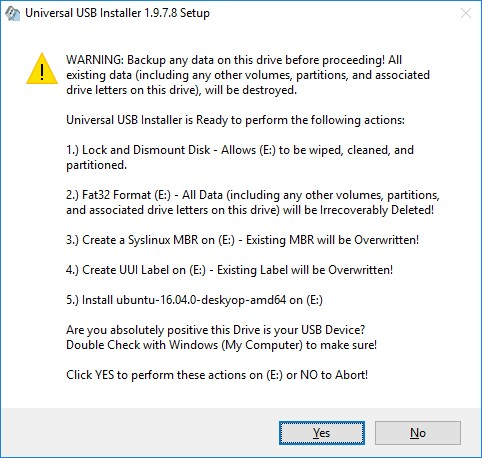 Universal USB Installer 1.9.7.8 Setup
WARNING: Backup any data on this drive before proceeding! All
existing data (including any other volumes, partitions, and associated
drive letters on this drive), will be destroyed.
Universal USB Installer is Ready to perform the following actions:
1.) Lock and Dismount Disk - Allows (E:) to be wiped, cleaned, and
partitioned.
2.) Fat32 Format (E:) - All Data (including any other volumes, partitions,
and associated drive letters on this drive) will be Irrecoverably Deleted!
3.) Create a Syslinux MBR on (E:) - Existing MBR will be Overwritten!
4.) Create UUI Label on (E:) - Existing Label will be Overwritten!
5.) Install ubuntu-16.04.0-deskyop-amd64 on (E:)
Are you absolutely positive this Drive is your USB Device?
Double Check with Windows (My Computer) to make sure!
Click YES to perform these actions on (E:) or NO to Abort!
Yes No